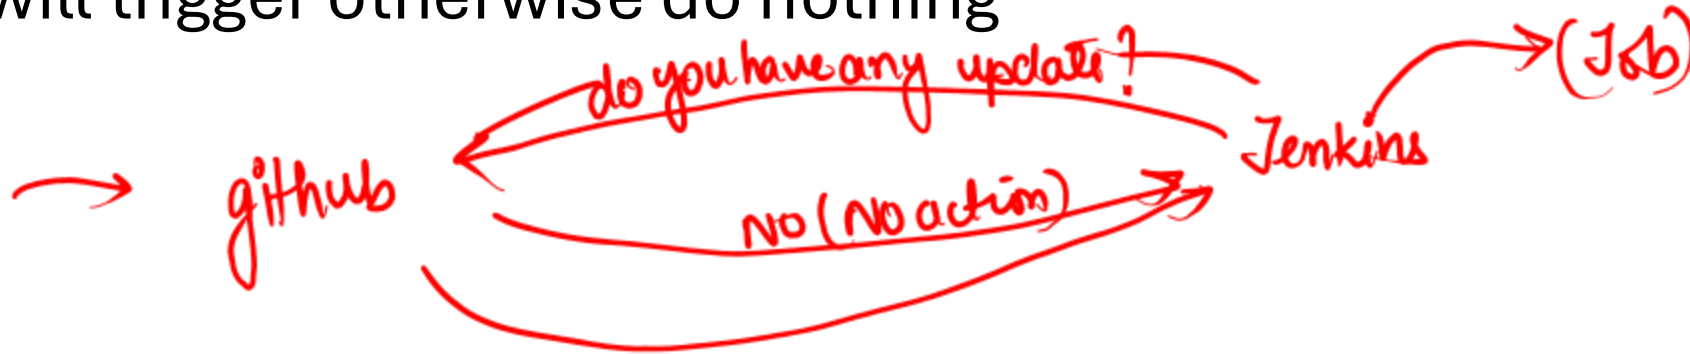 will trigger otherwise do nothing
do you have any update?
(Job)
Jenkins
github
NO (NO action)